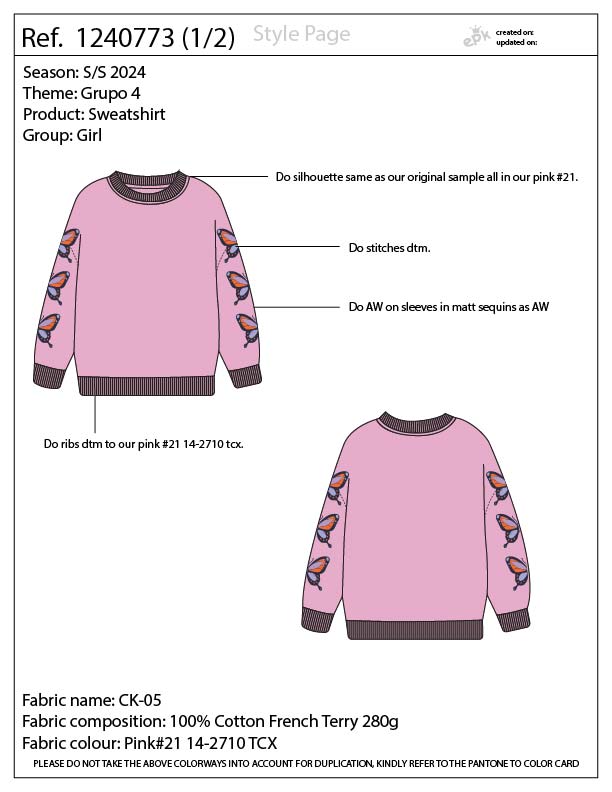 Ref. 1240773 (1/2)
Style Page
epk
created on:
updated on:
Season: S/S 2024
Theme: Grupo 4
Product: Sweatshirt
Group: Girl
Do silhouette same as our original sample all in our pink #21.
Do stitches dtm.
Do AW on sleeves in matt sequins as AW
Do ribs dtm to our pink #21 14-2710 tcx.
Fabric name: CK-05
Fabric composition: 100% Cotton French Terry 280g
Fabric colour: Pink#21 14-2710 TCX
PLEASE DO NOT TAKE THE ABOVE COLORWAYS INTO ACCOUNT FOR DUPLICATION, KINDLY REFER TO THE PANTONE TO COLOR CARD